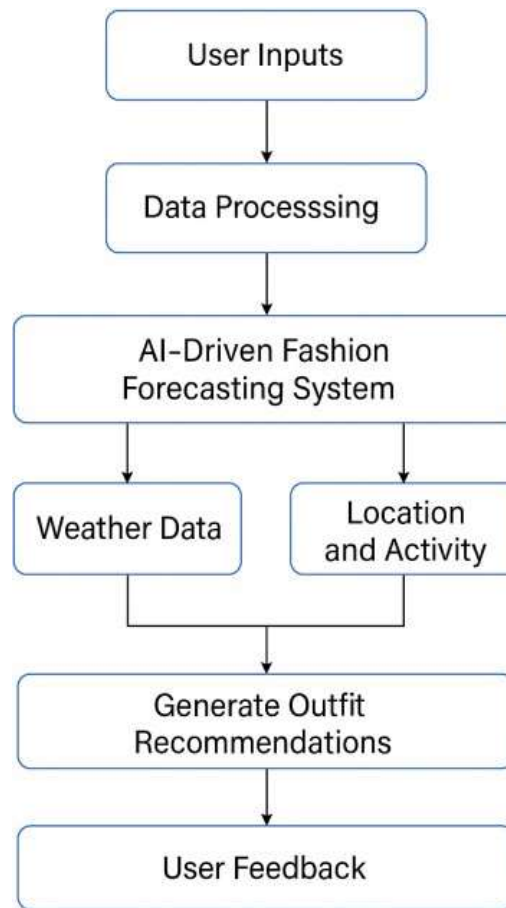 User Inputs
Data Processsing
AI-Driven Fashion
Forecasting System
Weather Data
Location
and Activity
Generate Outfit
Recommendations
User Feedback